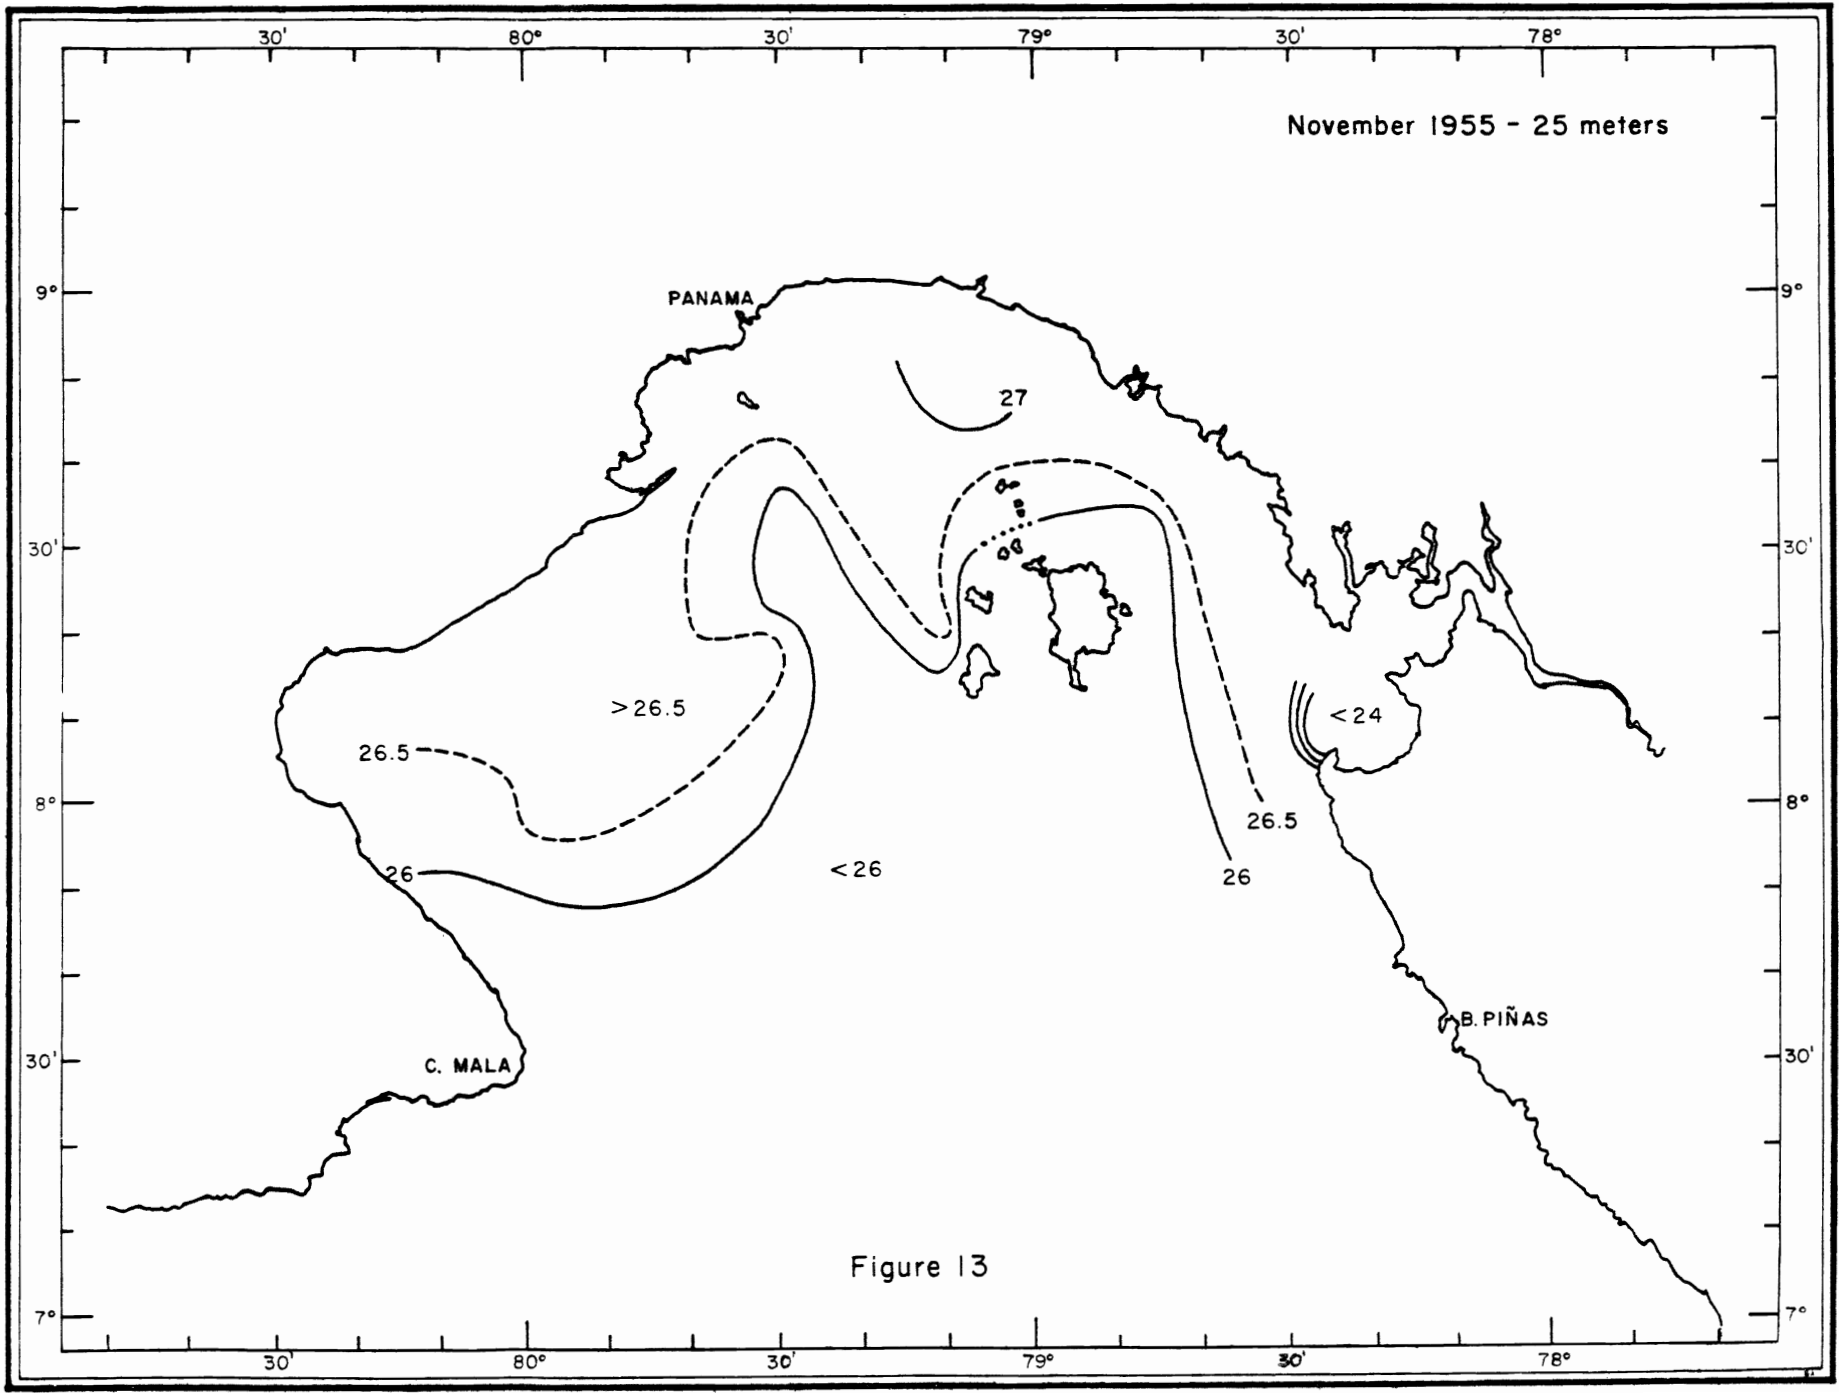 30' 80° 30' 79° 30' 78°
November 1955 - 25 meters
9° PANAMA 9°
27
30' 30'
>26.5 <24
26.5
8° 8°
26.5
26 <26 26
B. PIÑAS
30' C. MALA 30'
Figure 13
7° 7°
30' 80° 30' 79° 30' 78°